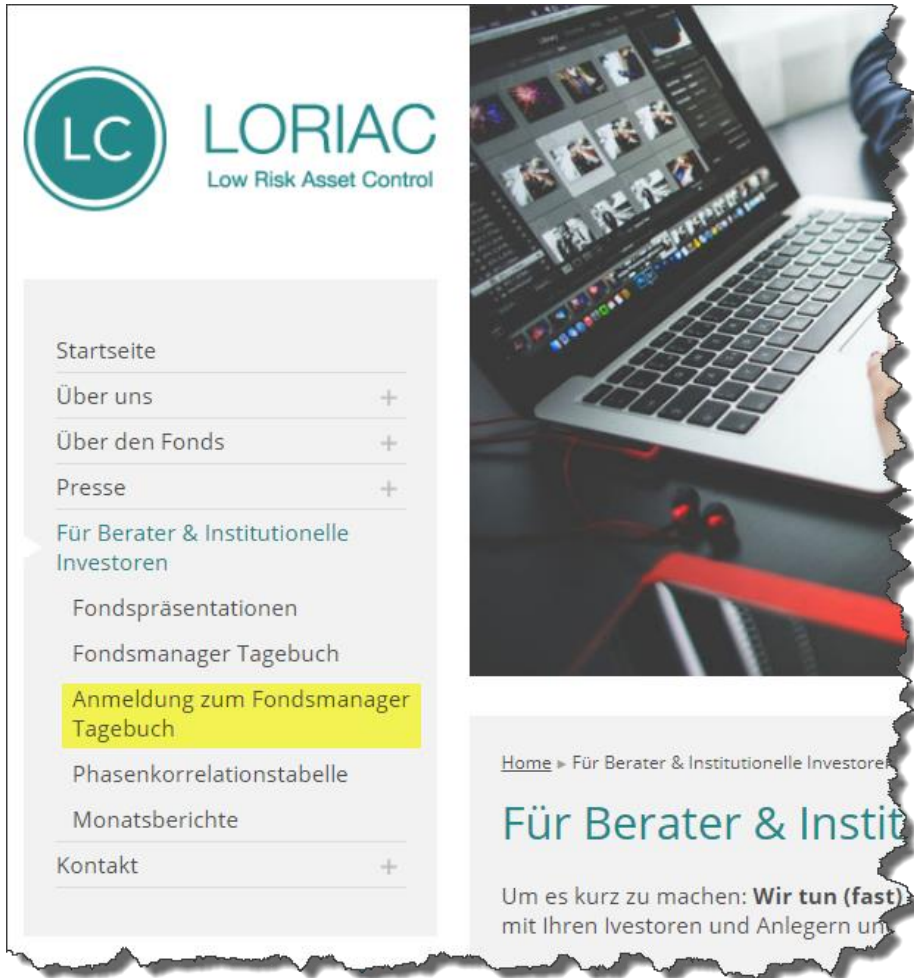 LC
LORIAC
Low Risk Asset Control
Startseite
Über uns
Über den Fonds
Presse
Für Berater & Institutionelle
Investoren
Fondspräsentationen
Fondsmanager Tagebuch
Anmeldung zum Fondsmanager
Tagebuch
Phasenkorrelationstabelle
Monatsberichte
Kontakt
Home ▸ Für Berater & Institutionelle Investore
Für Berater & Instit
Um es kurz zu machen: Wir tun (fast)
mit Ihren Ivestoren und Anlegern un